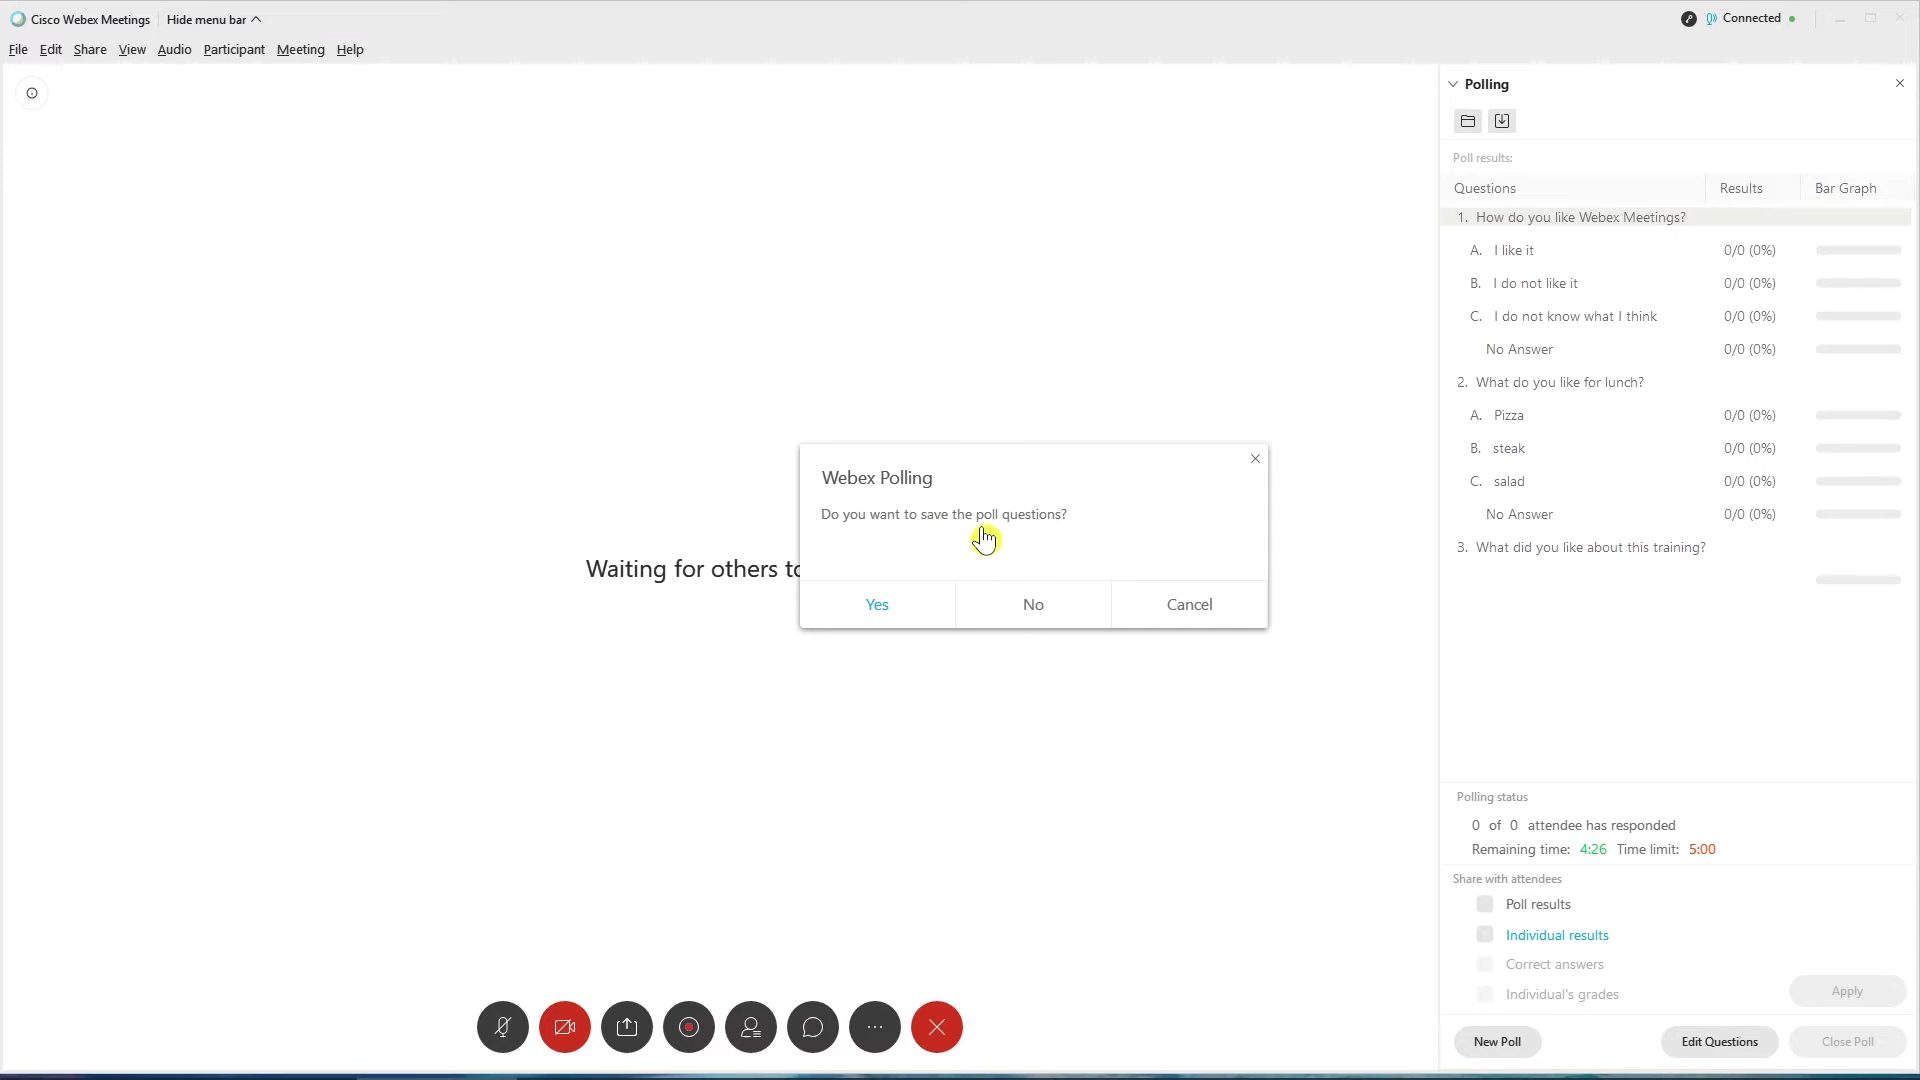 Cisco Webex Meetings Hide menu bar
Connected
File Edit Share View Audio Participant Meeting Help
Polling
Poll results:
Questions Results Bar Graph
1. How do you like Webex Meetings?
A. I like it 0/0 (0%)
B. I do not like it 0/0 (0%)
C. I do not know what I think 0/0 (0%)
No Answer 0/0 (0%)
2. What do you like for lunch?
A. Pizza 0/0 (0%)
B. steak 0/0 (0%)
C. salad 0/0 (0%)
No Answer 0/0 (0%)
3. What did you like about this training?
Webex Polling
Do you want to save the poll questions?
Waiting for others to
Yes No Cancel
Polling status
0 of 0 attendee has responded
Remaining time: 4:26 Time limit: 5:00
Share with attendees
Poll results
Individual results
Correct answers
Individual's grades
Apply
New Poll Edit Questions Close Poll